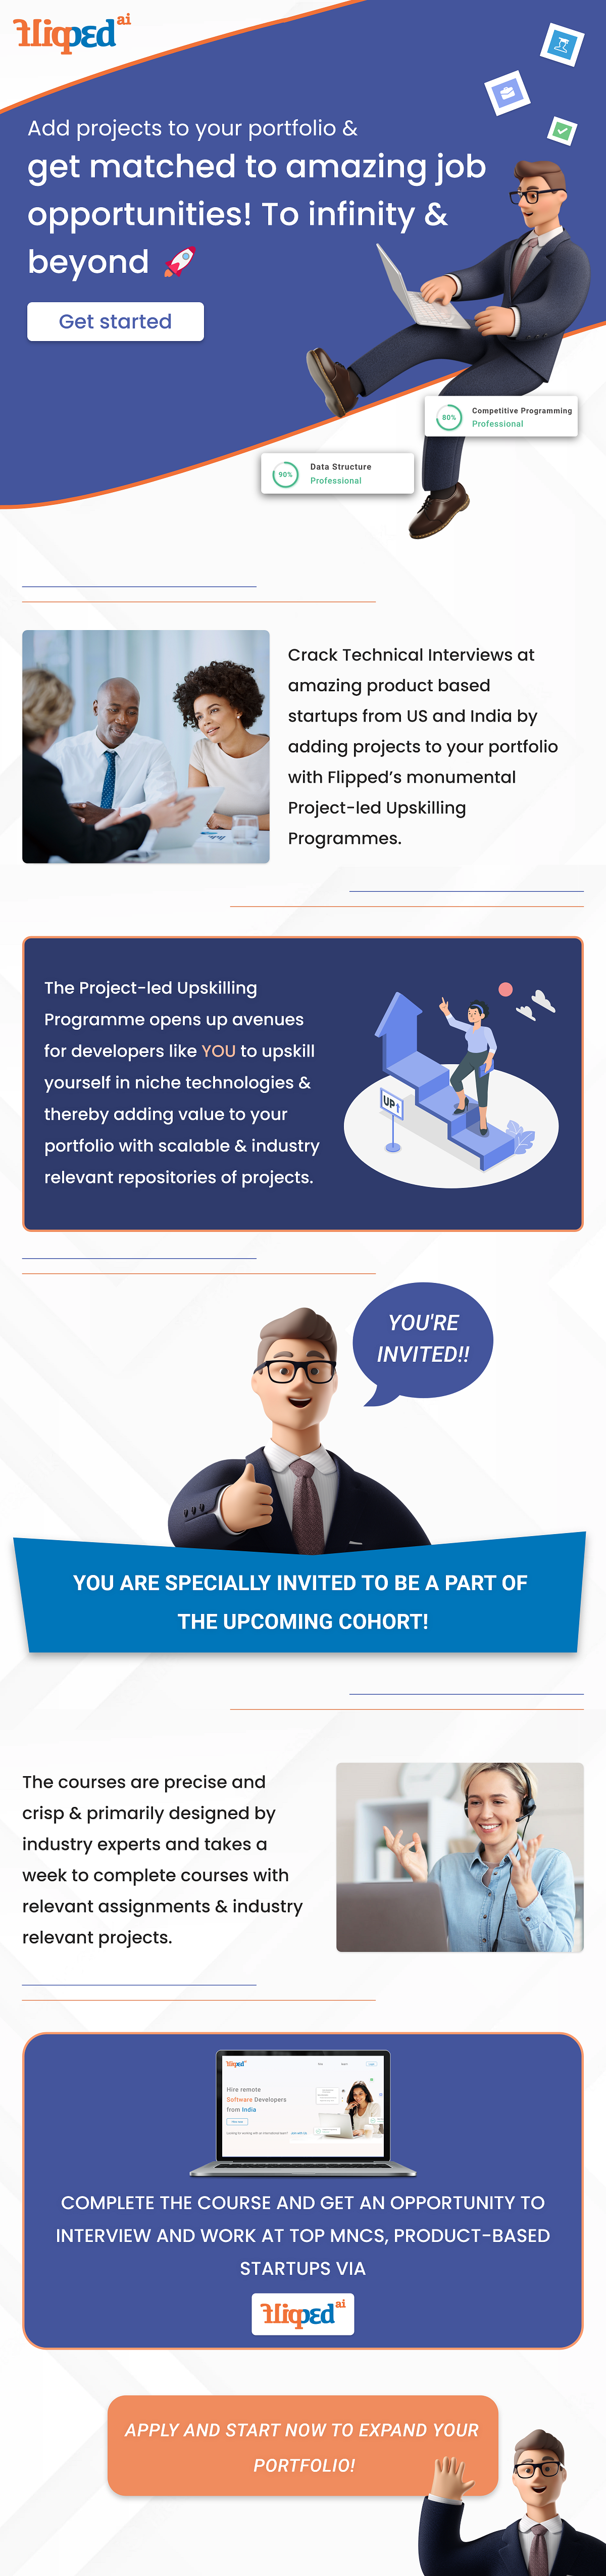 Flipped ai
Add projects to your portfolio &
get matched to amazing job
opportunities! To infinity &
beyond
Get started
80%
Competitive Programming
Professional
90%
Data Structure
Professional
Crack Technical Interviews at
amazing product based
startups from US and India by
adding projects to your portfolio
with Flipped’s monumental
Project-led Upskilling
Programmes.
The Project-led Upskilling
Programme opens up avenues
for developers like YOU to upskill
yourself in niche technologies &
thereby adding value to your
portfolio with scalable & industry
relevant repositories of projects.
UP↑
YOU'RE
INVITED!!
YOU ARE SPECIALLY INVITED TO BE A PART OF
THE UPCOMING COHORT!
The courses are precise and
crisp & primarily designed by
industry experts and takes a
week to complete courses with
relevant assignments & industry
relevant projects.
Flipped
Hire remote
Software Developers
from India
COMPLETE THE COURSE AND GET AN OPPORTUNITY TO
INTERVIEW AND WORK AT TOP MNCS, PRODUCT-BASED
STARTUPS VIA
Flipped ai
APPLY AND START NOW TO EXPAND YOUR
PORTFOLIO!